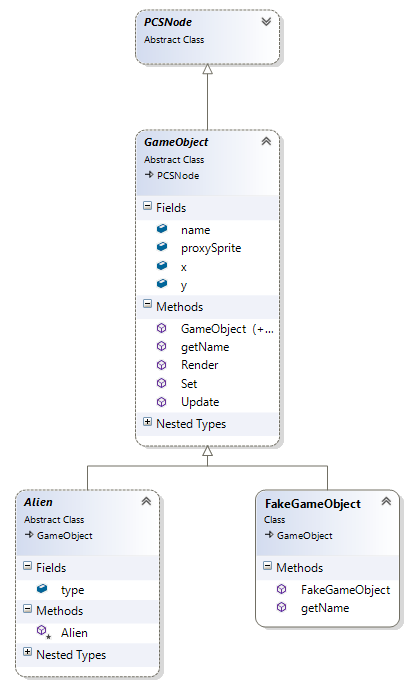 PCSNode
Abstract Class
GameObject
Abstract Class
PCSNode
Fields
name
proxySprite
x
y
Methods
GameObject (+...
getName
Render
Set
Update
Nested Types
Alien
Abstract Class
GameObject
Fields
type
Methods
Alien
Nested Types
FakeGameObject
Class
GameObject
Methods
FakeGameObject
getName